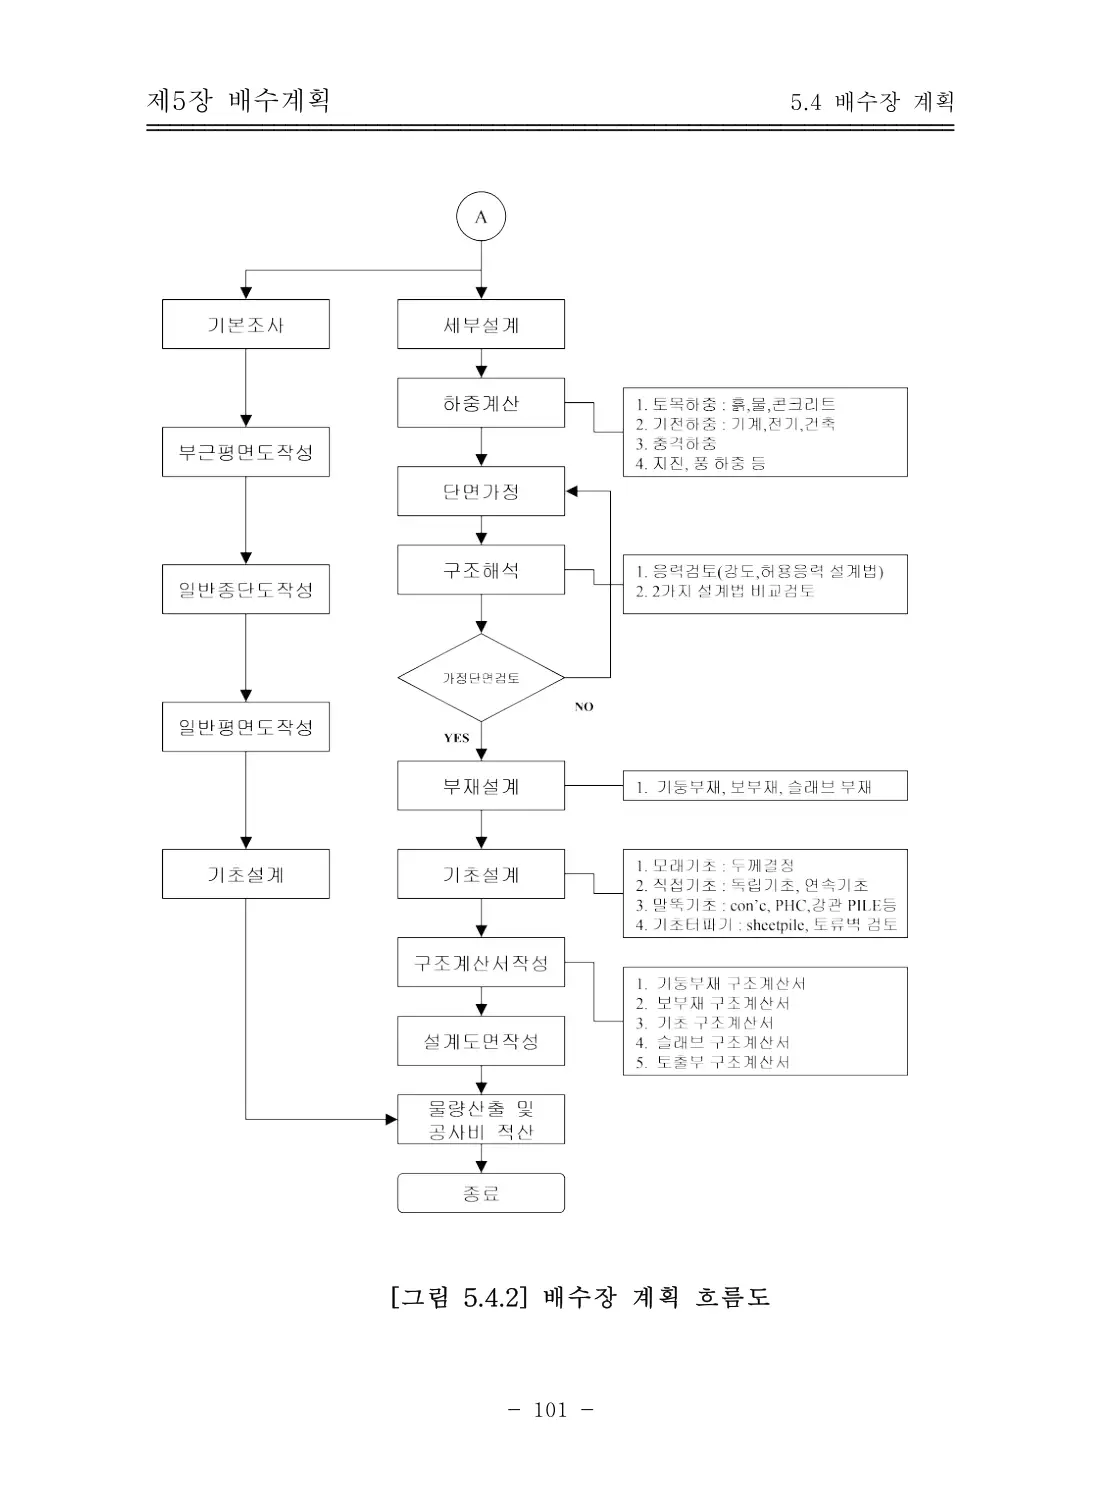 제5장 배수계획
5.4 배수장 계획
A
기본조사
세부설계
하중계산
1. 토목하중 : 흙,물,콘크리트
2. 기전하중 : 기계,전기,건축
3. 충격하중
4. 지진, 풍 하중 등
부근평면도작성
단면가정
구조해석
1. 응력검토(강도,허용응력 설계법)
2. 2가지 설계법 비교검토
일반종단도작성
가정단면검토
NO
YES
일반평면도작성
부재설계
1. 기둥부재, 보부재, 슬래브 부재
기초설계
기초설계
1. 모래기초 : 두께결정
2. 직접기초 : 독립기초, 연속기초
3. 말뚝기초 : con'c, PHC,강관 PILE등
4. 기초터파기 : sheetpile, 토류벽 검토
구조계산서작성
1. 기둥부재 구조계산서
2. 보부재 구조계산서
3. 기초 구조계산서
4. 슬래브 구조계산서
5. 토출부 구조계산서
설계도면작성
물량산출 및
공사비 적산
종료
[그림 5.4.2] 배수장 계획 흐름도
- 101 -